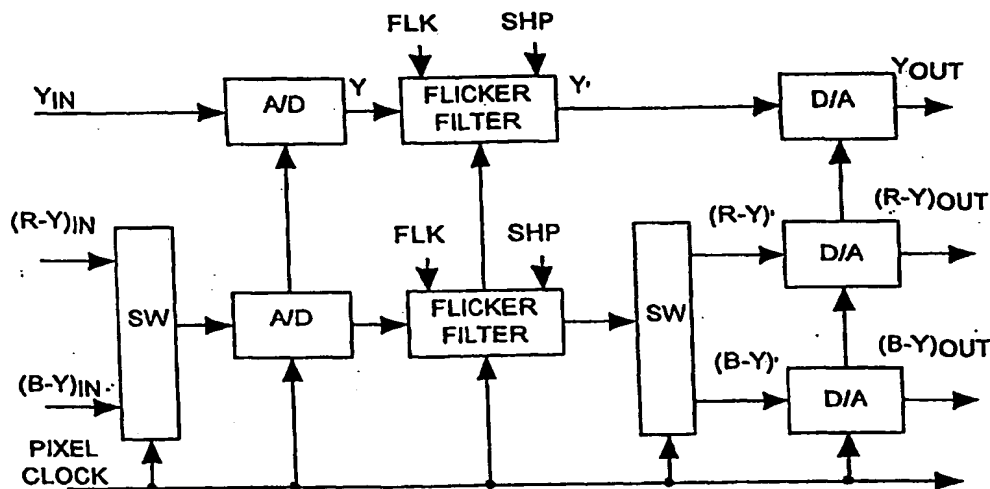 FLK
SHP
YIN
A/D
Y
FLICKER
FILTER
Y'
D/A
YOUT
(R-Y)IN
FLK
SHP
(R-Y)'
D/A
(R-Y)OUT
SW
A/D
FLICKER
FILTER
SW
(B-Y)IN
(B-Y)'
D/A
(B-Y)OUT
PIXEL
CLOCK